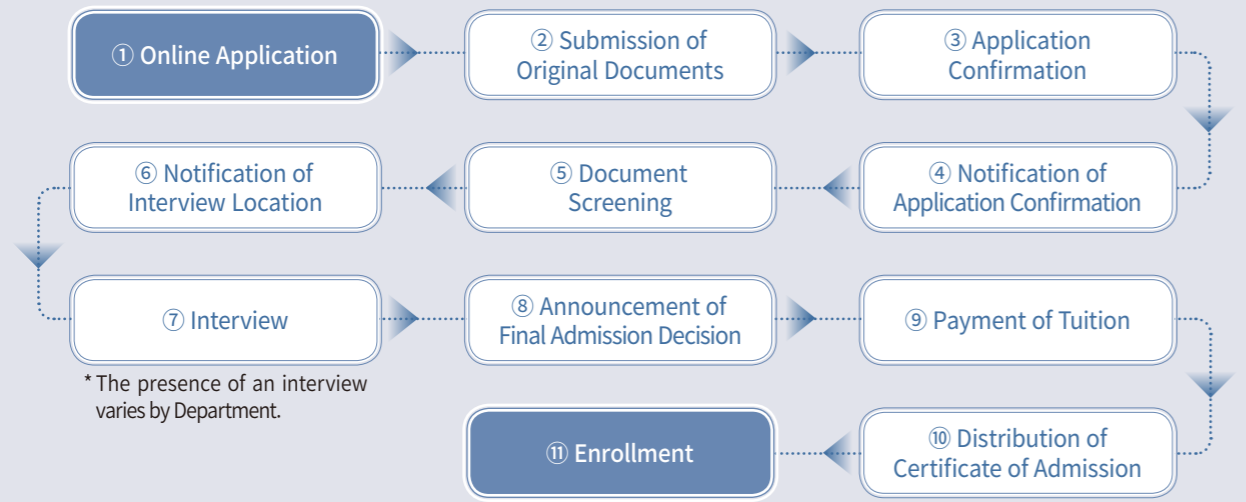 ① Online Application
② Submission of
Original Documents
③ Application
Confirmation
④ Notification of
Application Confirmation
⑤ Document
Screening
⑥ Notification of
Interview Location
⑦ Interview
* The presence of an interview
varies by Department.
⑧ Announcement of
Final Admission Decision
⑨ Payment of Tuition
⑩ Distribution of
Certificate of Admission
⑪ Enrollment